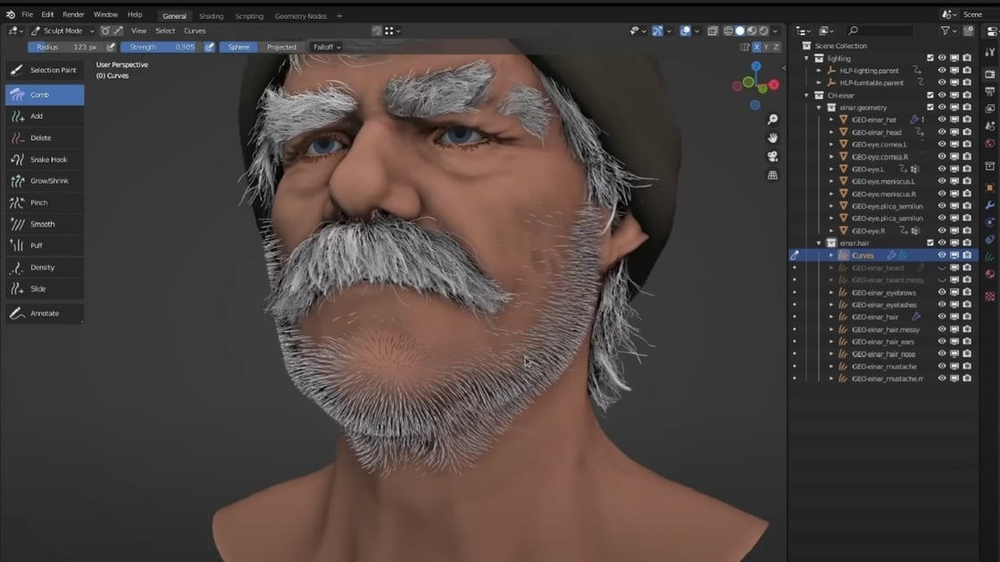 File Edit Render Window Help General Shading Scripting Geometry Nodes + Scene
Sculpt Mode View Select Curves
Radius 123 px Strength 0.905 Sphere Projected Falloff X Y Z
Selection Paint
Comb
Add
Delete
Snake Hook
Grow/Shrink
Pinch
Smooth
Puff
Density
Slide
Annotate
User Perspective
(0) Curves
Z
Y
X
Scene Collection
lighting
HLP-lighting.parent
HLP-turntable.parent
CH-einar
einar.geometry
GEO-einar_hat
GEO-einar_head
GEO-eye.cornea.L
GEO-eye.cornea.R
GEO-eye.L
GEO-eye.meniscus.L
GEO-eye.meniscus.R
GEO-eye.plica_semilun
GEO-eye.plica_semilun
GEO-eye.R
einar.hair
Curves
GEO-einar_beard
GEO-einar_beard.messy
GEO-einar_eyebrows
GEO-einar_eyelashes
GEO-einar_hair
GEO-einar_hair.messy
GEO-einar_hair_ears
GEO-einar_hair_nose
GEO-einar_mustache
GEO-einar_mustache.m